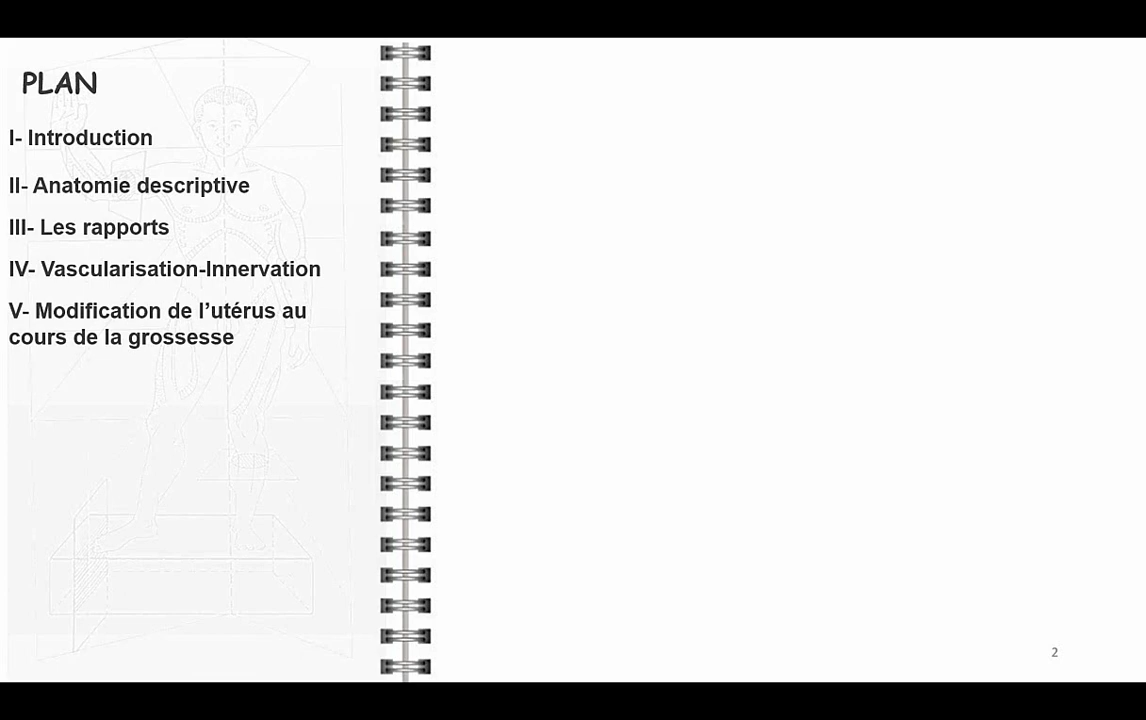 PLAN
I- Introduction
II- Anatomie descriptive
III- Les rapports
IV- Vascularisation-Innervation
V- Modification de l’utérus au
cours de la grossesse
2